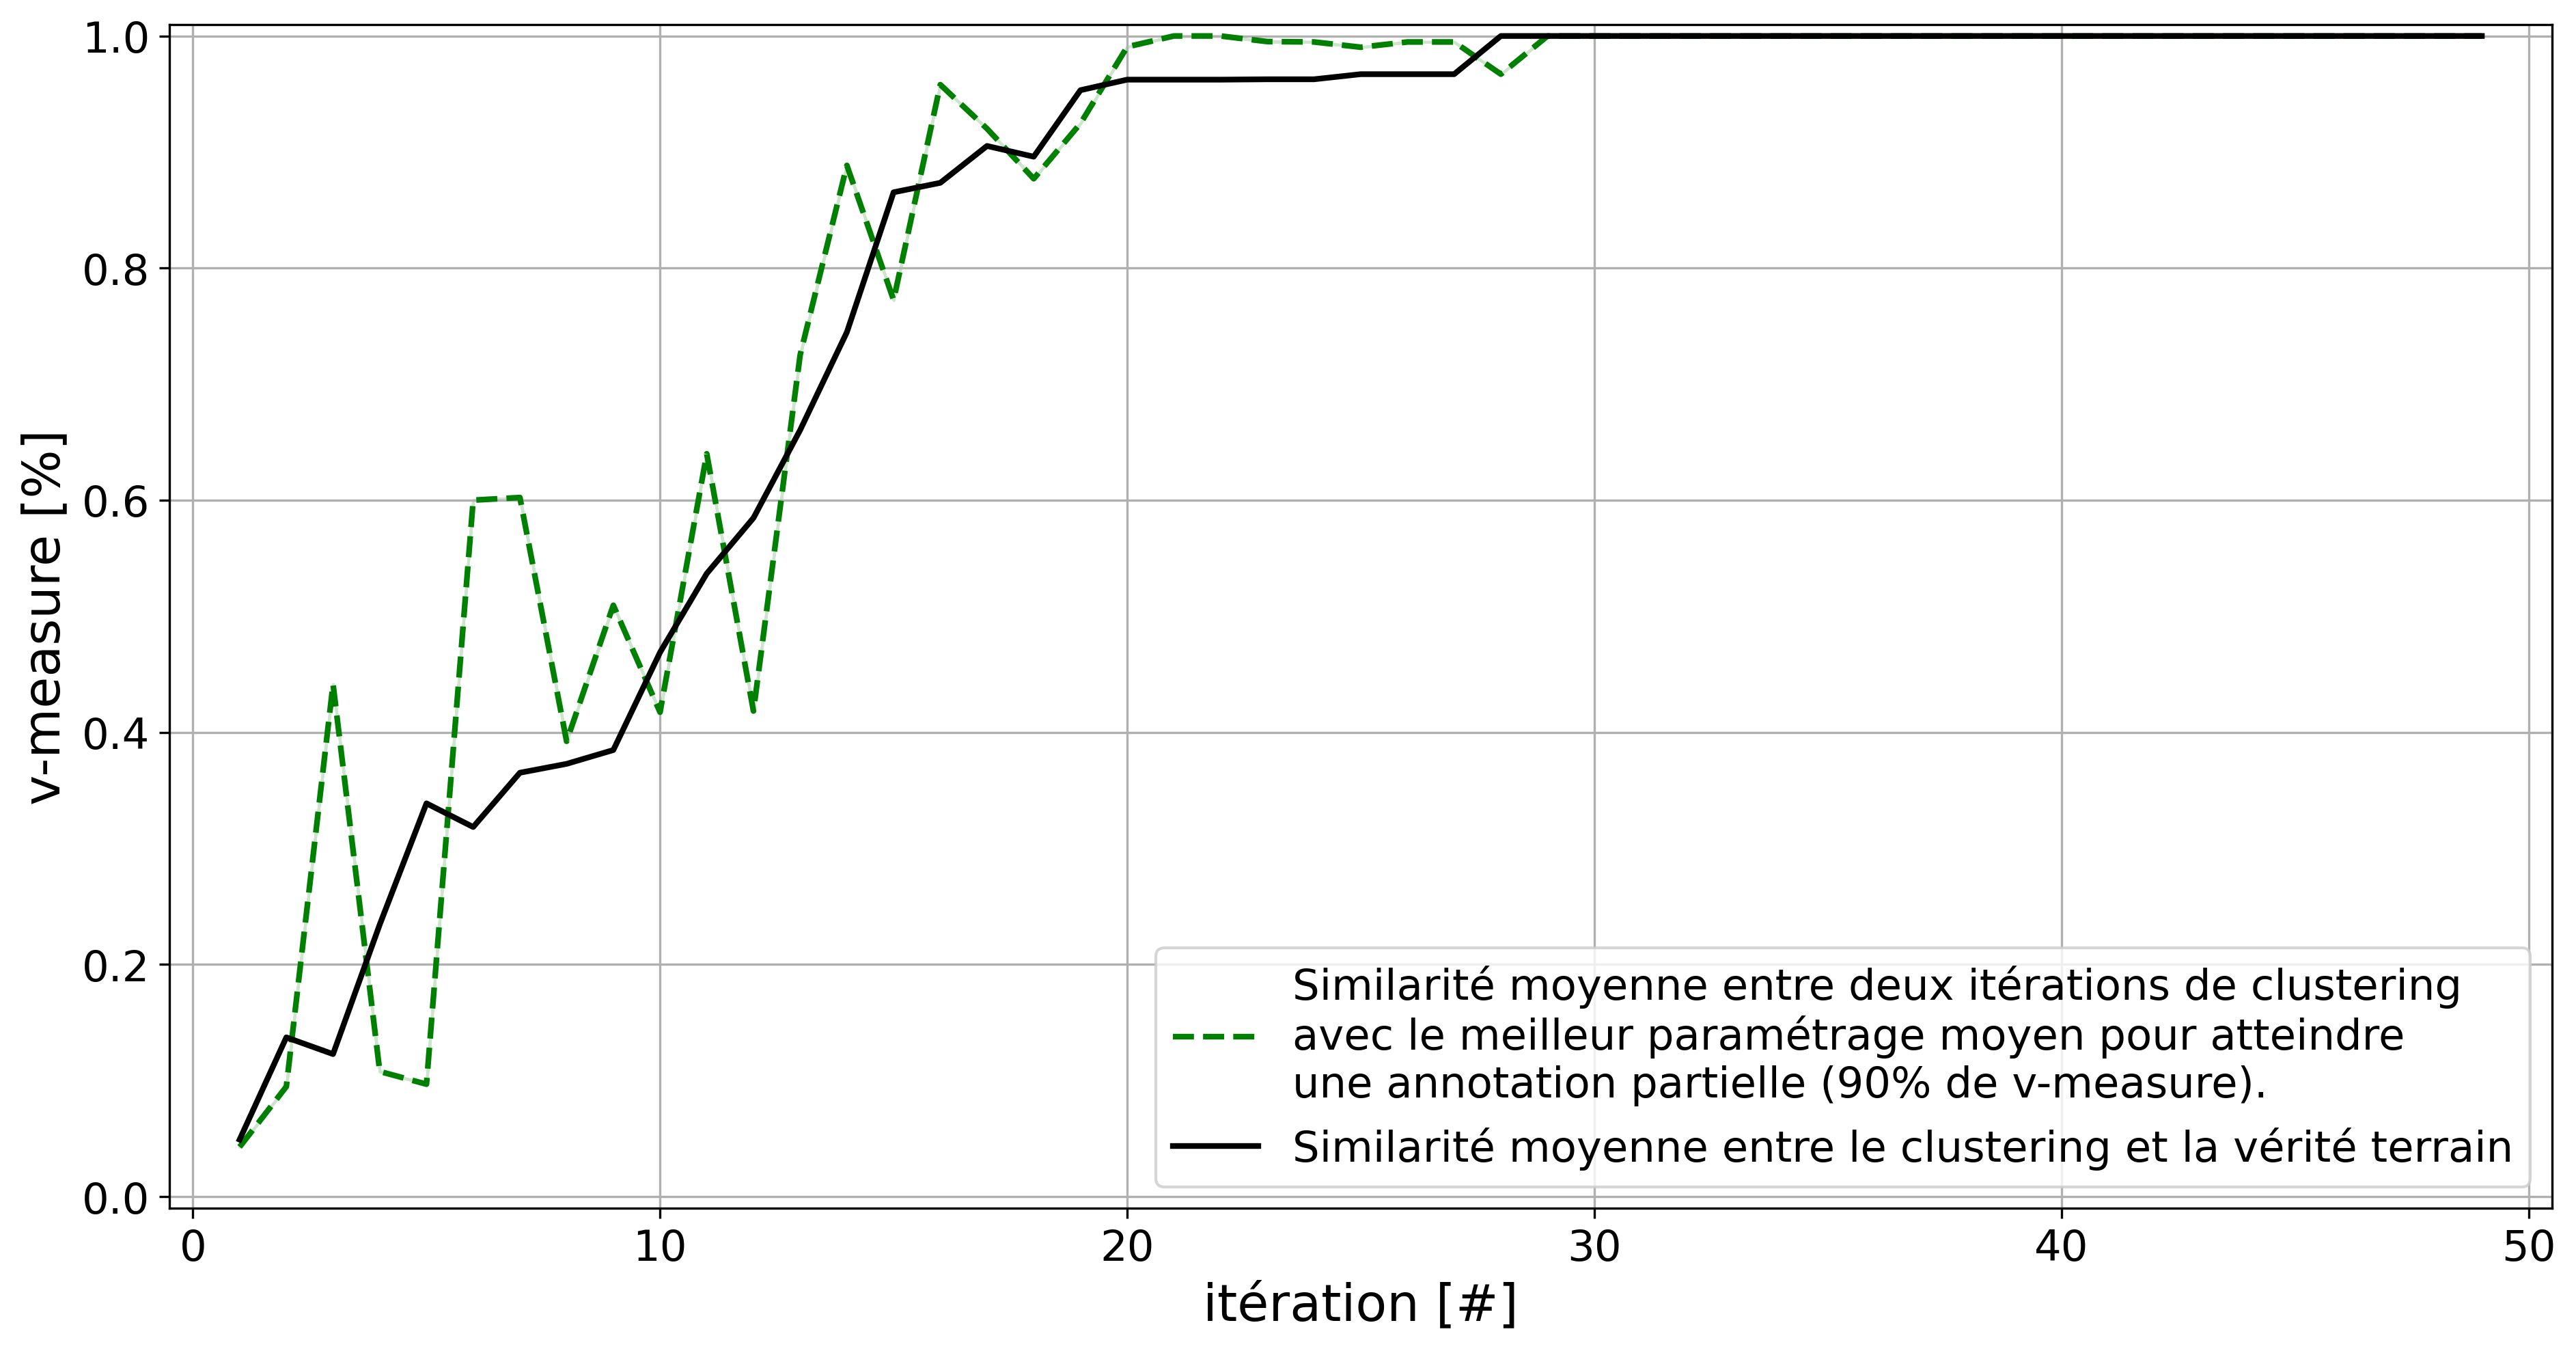 1.0
0.8
0.6
0.4
0.2
0.0
v-measure [%]
0
10
20
30
40
50
itération [#]
Similarité moyenne entre deux itérations de clustering
avec le meilleur paramétrage moyen pour atteindre
une annotation partielle (90% de v-measure).
Similarité moyenne entre le clustering et la vérité terrain